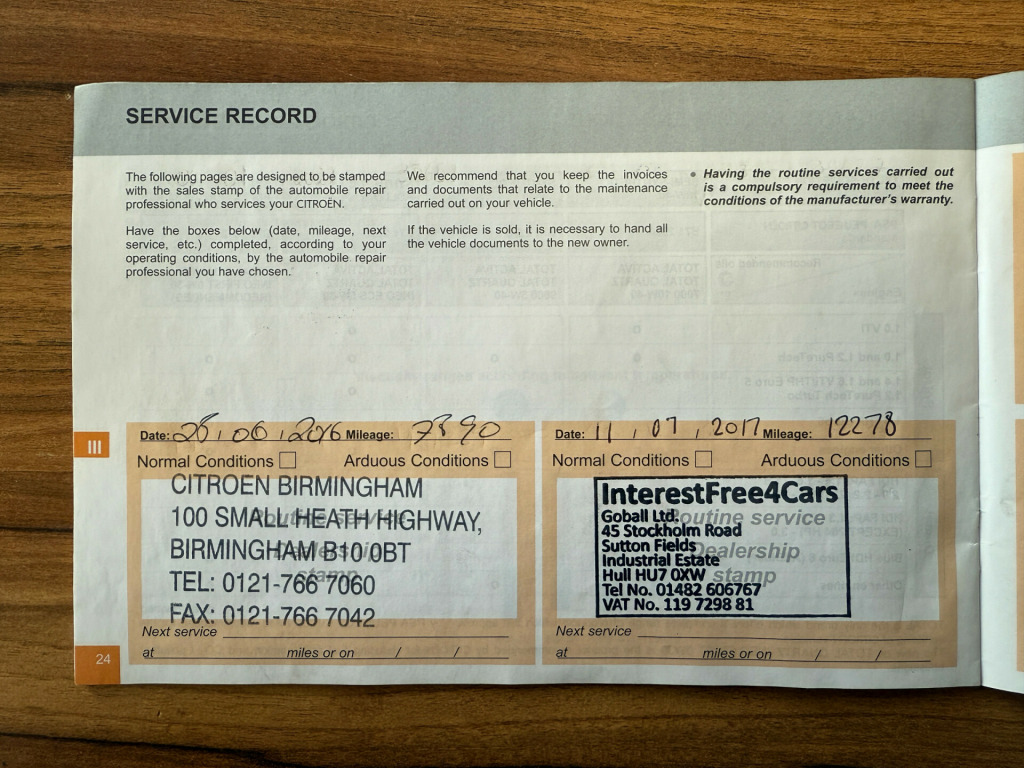 SERVICE RECORD
The following pages are designed to be stamped
with the sales stamp of the automobile repair
professional who services your CITROËN.
Have the boxes below (date, mileage, next
service, etc.) completed, according to your
operating conditions, by the automobile repair
professional you have chosen.
We recommend that you keep the invoices
and documents that relate to the maintenance
carried out on your vehicle.
If the vehicle is sold, it is necessary to hand all
the vehicle documents to the new owner.
• Having the routine services carried out
is a compulsory requirement to meet the
conditions of the manufacturer's warranty.
III
Date: 28 / 06 / 2016 Mileage: 7890
Normal Conditions Arduous Conditions
Routine service
Dealership
stamp
CITROEN BIRMINGHAM
100 SMALL HEATH HIGHWAY,
BIRMINGHAM B10 0BT
TEL: 0121-766 7060
FAX: 0121-766 7042
Next service
at miles or on / /
Date: 11 / 07 / 2017 Mileage: 12278
Normal Conditions Arduous Conditions
Routine service
Dealership
stamp
InterestFree4Cars
Goball Ltd.
45 Stockholm Road
Sutton Fields
Industrial Estate
Hull HU7 0XW
Tel No. 01482 606767
VAT No. 119 7298 81
Next service
at miles or on / /
24